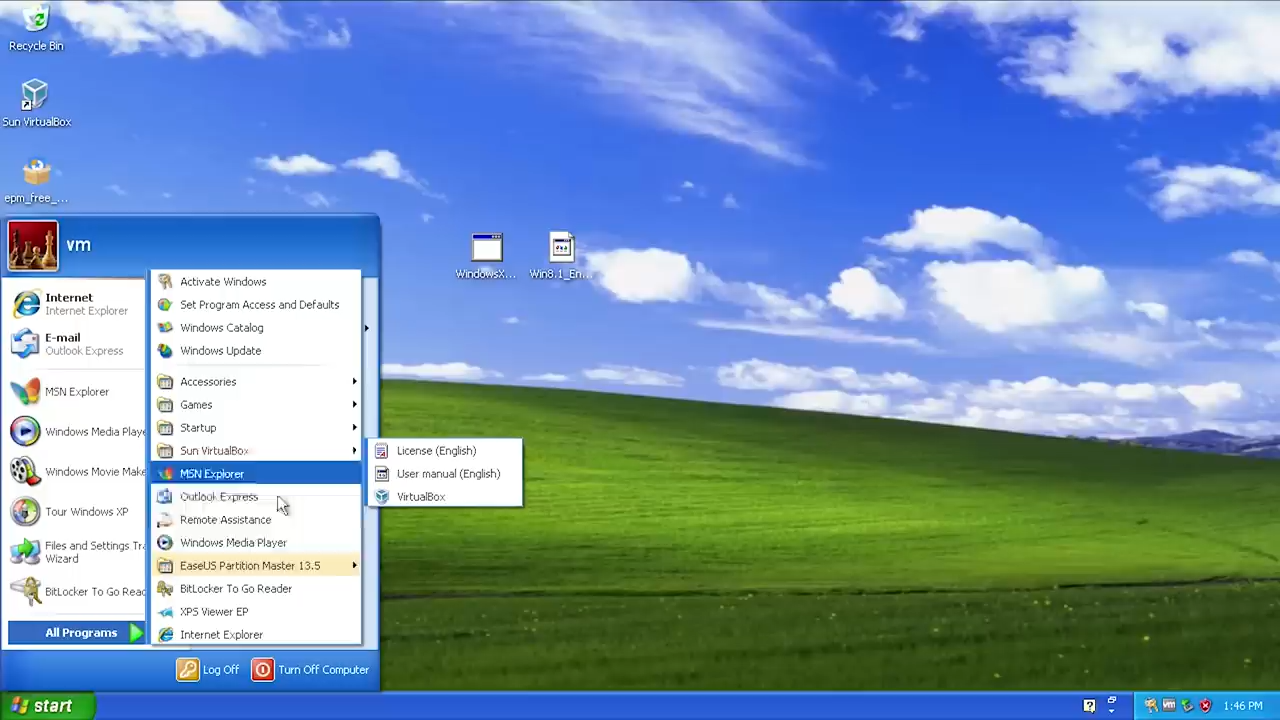 Recycle Bin
Sun VirtualBox
epm_free_...
WindowsX...
Win8.1_En...
vm
Internet
Internet Explorer
E-mail
Outlook Express
MSN Explorer
Windows Media Playe
Windows Movie Make
Tour Windows XP
Files and Settings Tra
Wizard
BitLocker To Go Read
All Programs
Activate Windows
Set Program Access and Defaults
Windows Catalog
Windows Update
Accessories
Games
Startup
Sun VirtualBox
MSN Explorer
Outlook Express
Remote Assistance
Windows Media Player
EaseUS Partition Master 13.5
BitLocker To Go Reader
XPS Viewer EP
Internet Explorer
License (English)
User manual (English)
VirtualBox
Log Off
Turn Off Computer
start
vm
1:46 PM